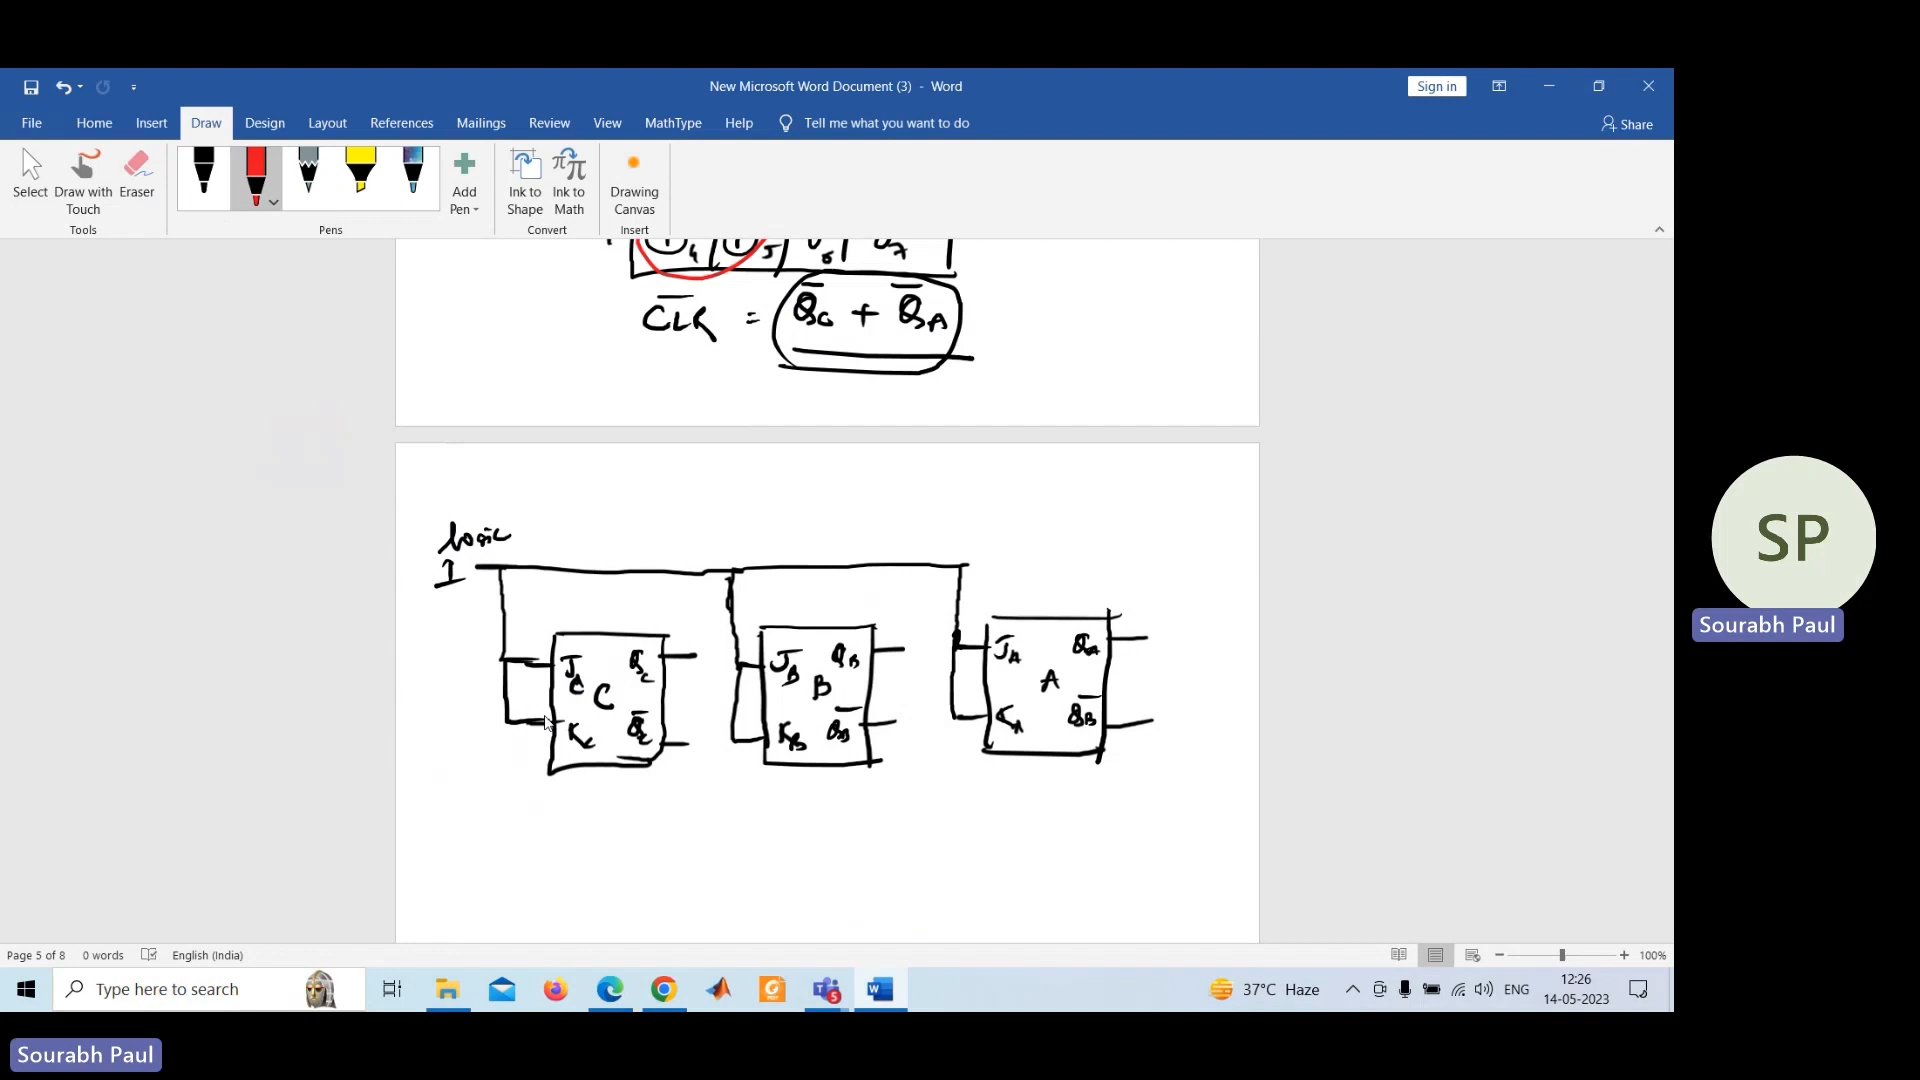 New Microsoft Word Document (3) - Word
Sign in
File Home Insert Draw Design Layout References Mailings Review View MathType Help Tell me what you want to do Share
Select Draw with Touch Eraser Add Pen Ink to Shape Ink to Math Drawing Canvas
Tools Pens Convert Insert
C̅L̅R̅ = Q̅C + Q̅A
logic
1
JC QC JB QB JA QA
C B A
KC Q̅C KB Q̅B KA Q̅B
SP
Sourabh Paul
Page 5 of 8 0 words English (India) 100%
Type here to search 37°C Haze ENG 12:26
14-05-2023
Sourabh Paul